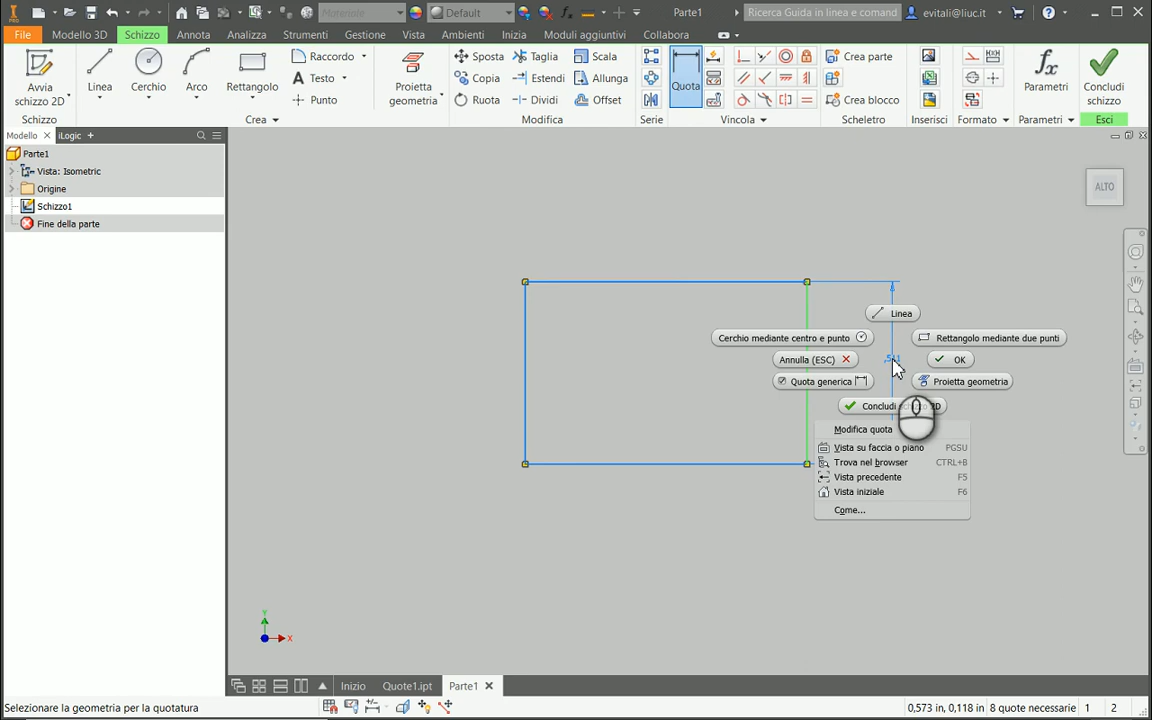 Materiale
Default
Parte1
Ricerca Guida in linea e comand
evitali@liuc.it
PRO
File
Modello 3D
Schizzo
Annota
Analizza
Strumenti
Gestione
Vista
Ambienti
Inizia
Moduli aggiuntivi
Collabora
Avvia
schizzo 2D
Linea
Cerchio
Arco
Rettangolo
Raccordo
Testo
Punto
Proietta
geometria
Sposta
Copia
Ruota
Taglia
Estendi
Dividi
Scala
Allunga
Offset
Quota
Crea parte
Crea blocco
Parametri
Concludi
schizzo
Schizzo
Crea
Modifica
Serie
Vincola
Scheletro
Inserisci
Formato
Parametri
Esci
Modello
iLogic
Parte1
Vista: Isometric
Origine
Schizzo1
Fine della parte
ALTO
Linea
Cerchio mediante centro e punto
Rettangolo mediante due punti
Annulla (ESC)
OK
Quota generica
Proietta geometria
Concludi
2D
Modifica quota
Vista su faccia o piano PGSU
Trova nel browser CTRL+B
Vista precedente F5
Vista iniziale F6
Come...
Y
X
Inizio
Quote1.ipt
Parte1
Selezionare la geometria per la quotatura
0,573 in, 0,118 in
8 quote necessarie
1
2